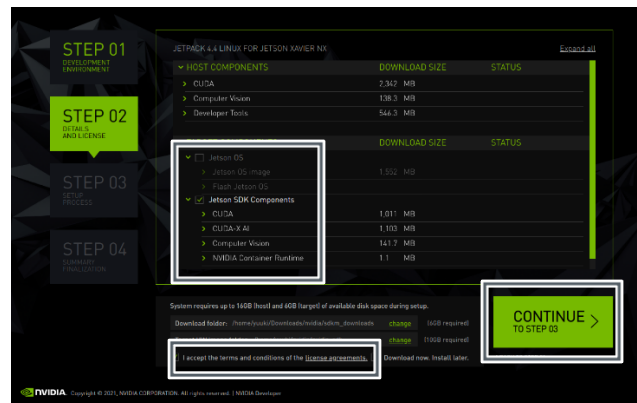 STEP 01
DEVELOPMENT
ENVIRONMENT
STEP 02
DETAILS
AND LICENSE
STEP 03
SETUP
PROCESS
STEP 04
SUMMARY
FINALIZATION
JETPACK 4.4 LINUX FOR JETSON XAVIER NX
Expand all
HOST COMPONENTS DOWNLOAD SIZE STATUS
CUDA 2,342 MB
Computer Vision 138.3 MB
Developer Tools 546.3 MB
DOWNLOAD SIZE STATUS
Jetson OS
Jetson OS image 1,552 MB
Flash Jetson OS
Jetson SDK Components
CUDA 1,011 MB
CUDA-X AI 1,103 MB
Computer Vision 141.7 MB
NVIDIA Container Runtime 1.1 MB
System requires up to 16GB (host) and 6GB (target) of available disk space during setup.
Download folder: /home/yuuki/Downloads/nvidia/sdkm_downloads change (6GB required)
change (10GB required)
I accept the terms and conditions of the license agreements. Download now. Install later.
CONTINUE >
TO STEP 03
NVIDIA. Copyright © 2021, NVIDIA CORPORATION. All rights reserved. | NVIDIA Developer